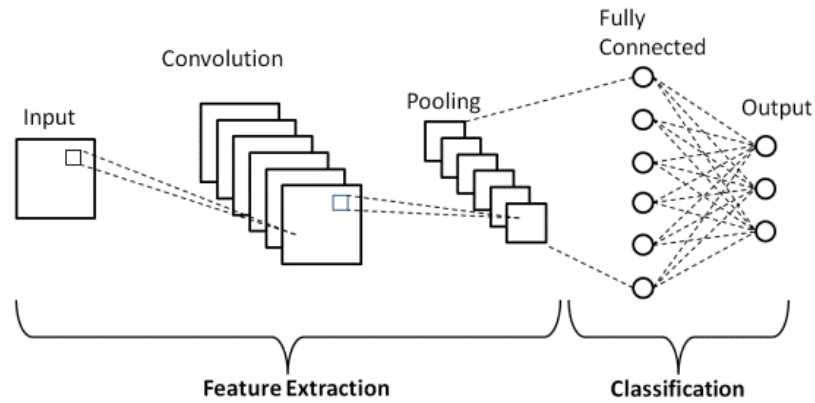 Input
Convolution
Pooling
Fully
Connected
Output
Feature Extraction
Classification